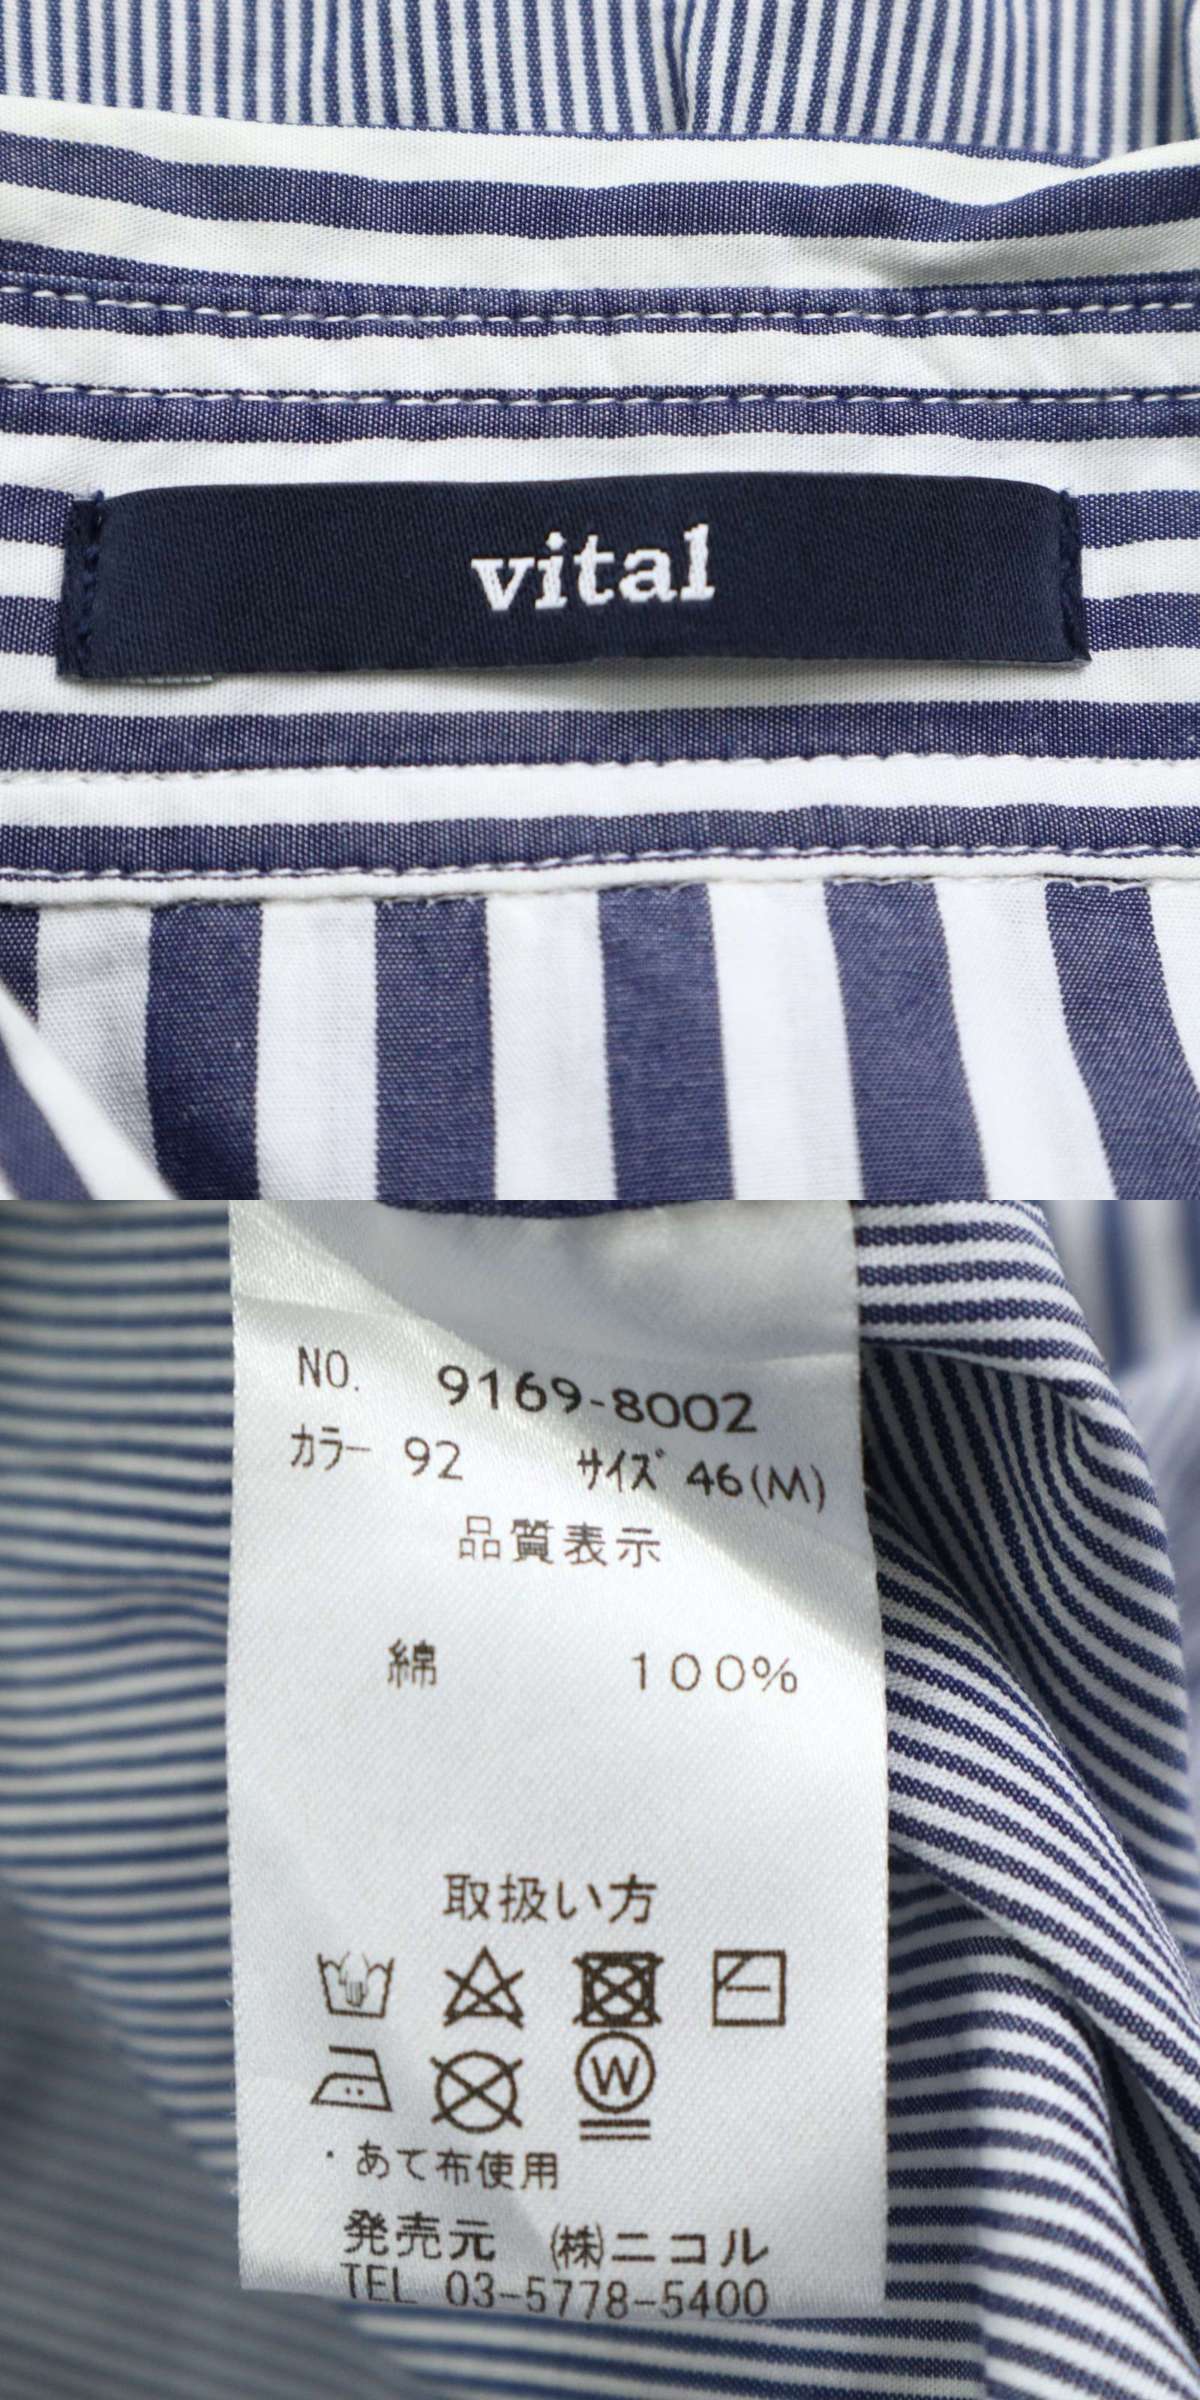 vital
NO. 9169-8002
カラー 92 サイズ 46(M)
品質表示
綿 100%
取扱い方
W
・あて布使用
発売元 ㈱ニコル
TEL 03-5778-5400